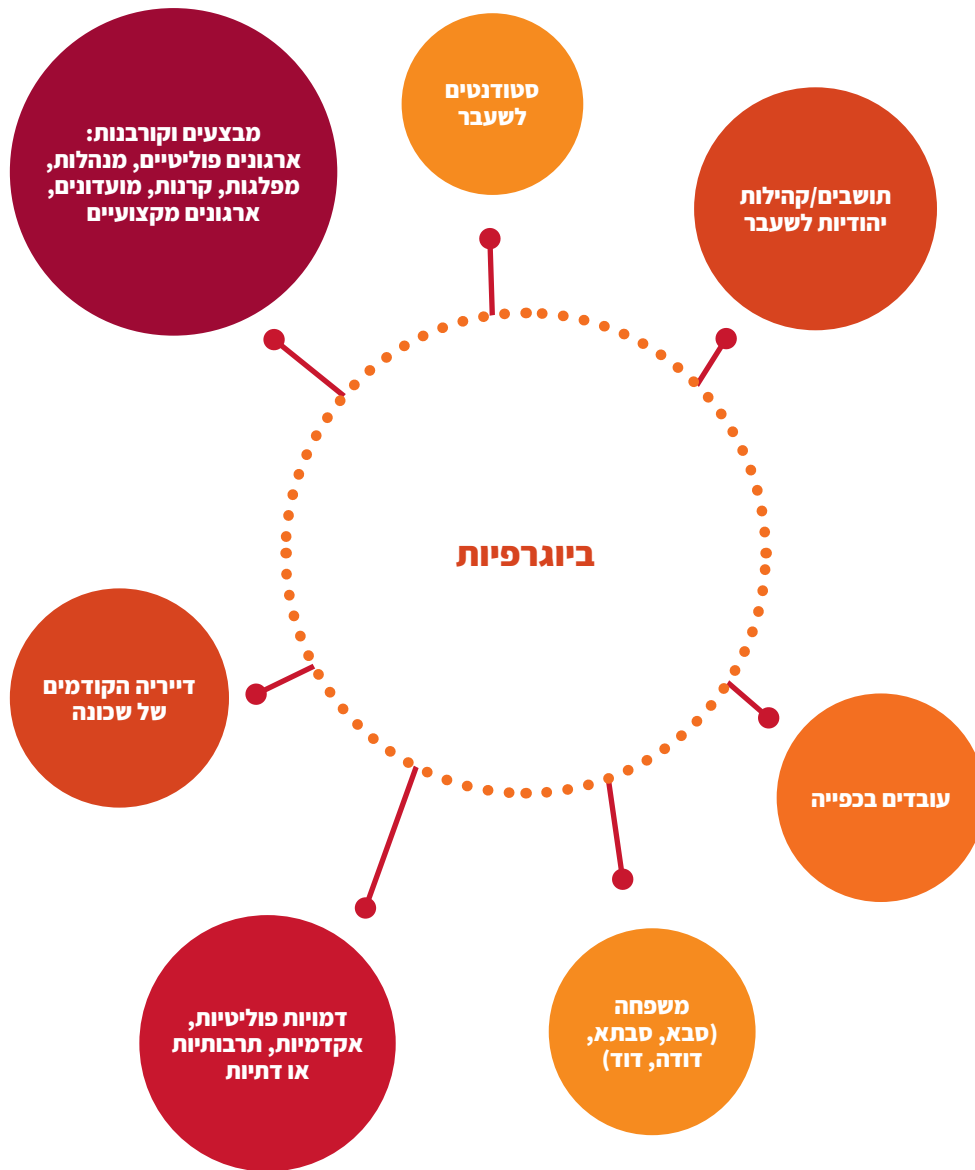 סטודנטים
לשעבר
תושבים/קהילות
יהודיות לשעבר
מבצעים וקורבנות:
ארגונים פוליטיים, מנהלות,
מפלגות, קרנות, מועדונים,
ארגונים מקצועיים
ביוגרפיות
דייריה הקודמים
של שכונה
עובדים בכפייה
דמויות פוליטיות,
אקדמיות, תרבותיות
או דתיות
משפחה
(סבא, סבתא,
דודה, דוד)